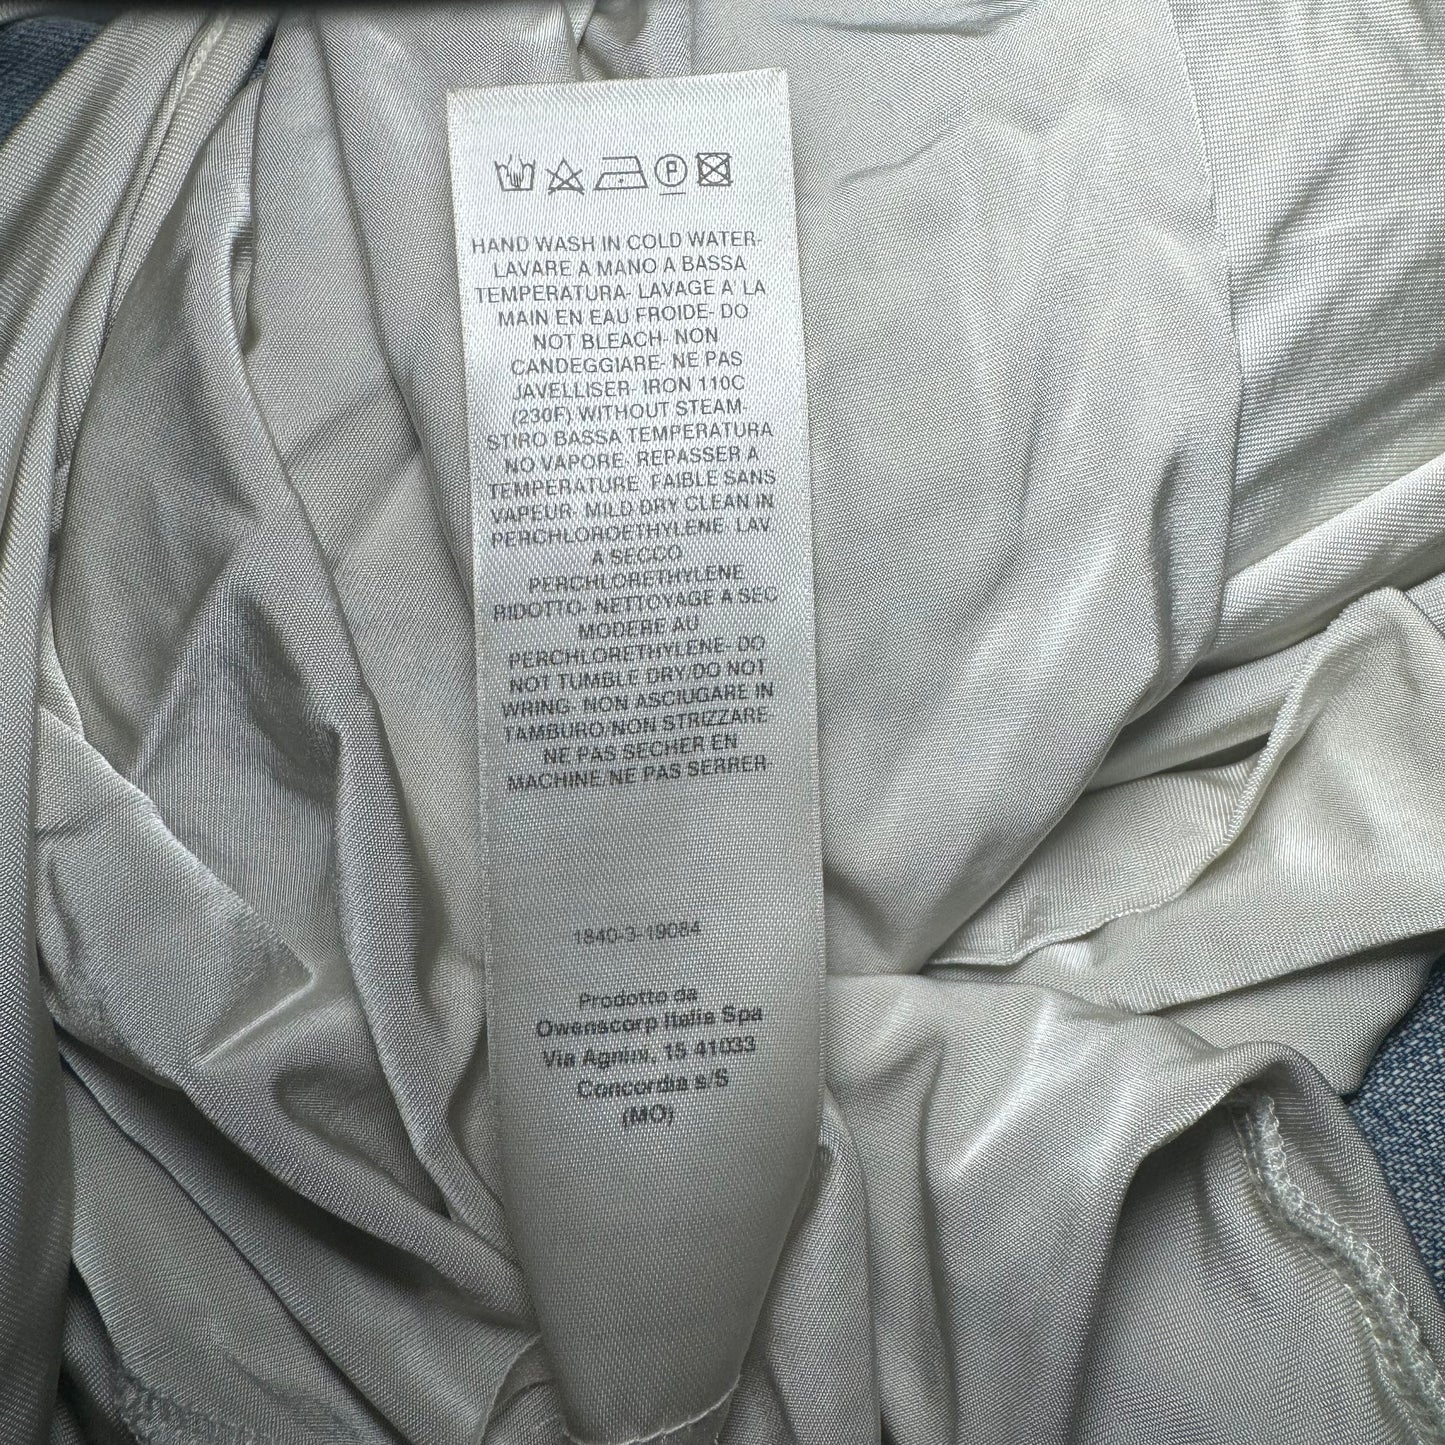 P
HAND WASH IN COLD WATER-
LAVARE A MANO A BASSA
TEMPERATURA- LAVAGE A LA
MAIN EN EAU FROIDE- DO
NOT BLEACH- NON
CANDEGGIARE- NE PAS
JAVELLISER- IRON 110C
(230F) WITHOUT STEAM-
STIRO BASSA TEMPERATURA
NO VAPORE- REPASSER A
TEMPERATURE FAIBLE SANS
VAPEUR- MILD DRY CLEAN IN
PERCHLOROETHYLENE- LAV.
A SECCO
PERCHLORETHYLENE
RIDOTTO- NETTOYAGE A SEC
MODERE AU
PERCHLORETHYLENE- DO
NOT TUMBLE DRY/DO NOT
WRING- NON ASCIUGARE IN
TAMBURO/NON STRIZZARE-
NE PAS SECHER EN
MACHINE/NE PAS SERRER-
1840-3-19084
Prodotto da
Owenscorp Italia Spa
Via Agnini, 15 41033
Concordia s/S
(MO)